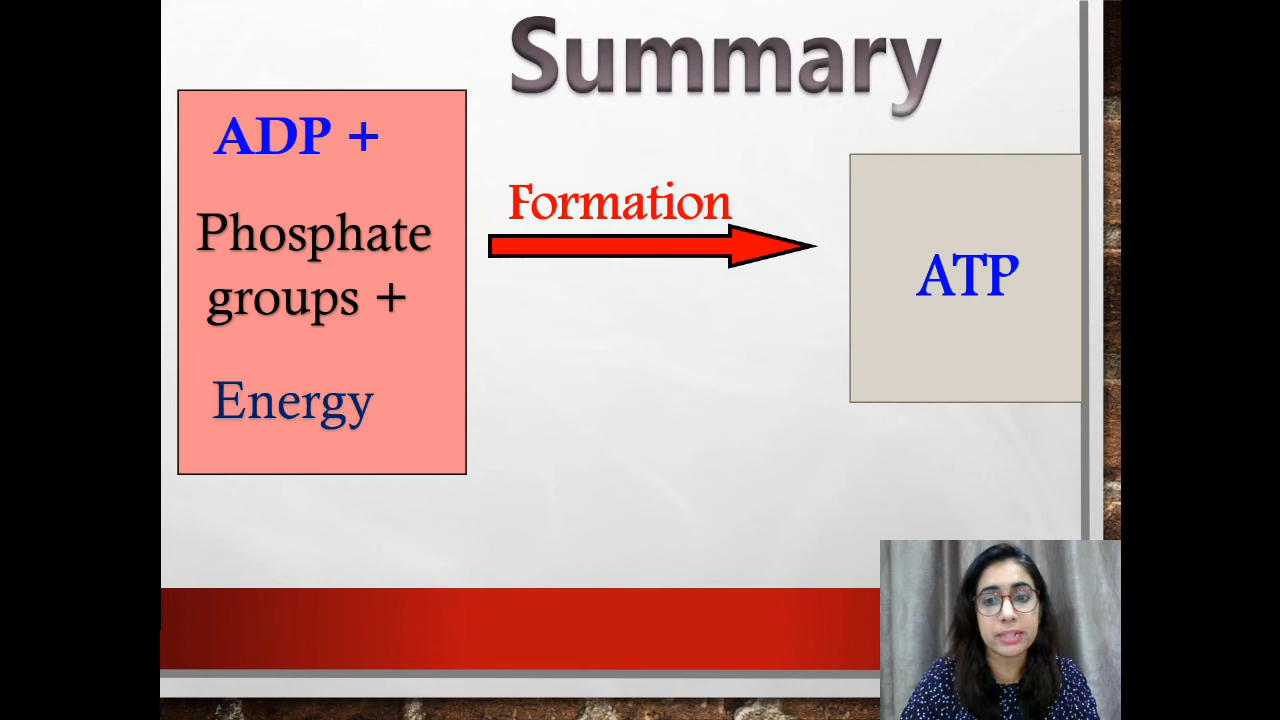 Summary
ADP +
Phosphate
groups +
Energy
Formation
ATP